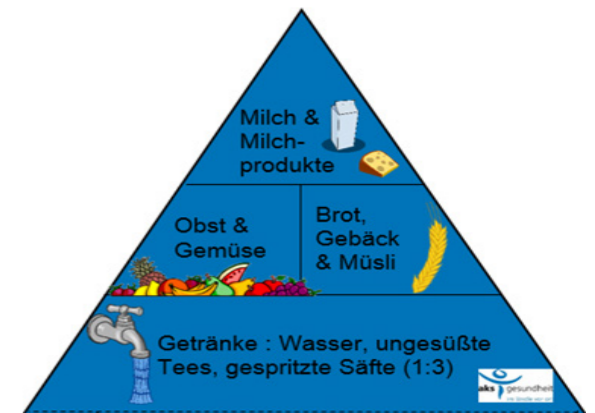 Milch &
Milch-
produkte
Obst &
Gemüse
Brot,
Gebäck
& Müsli
Getränke : Wasser, ungesüßte
Tees, gespritzte Säfte (1:3)
aks gesundheit